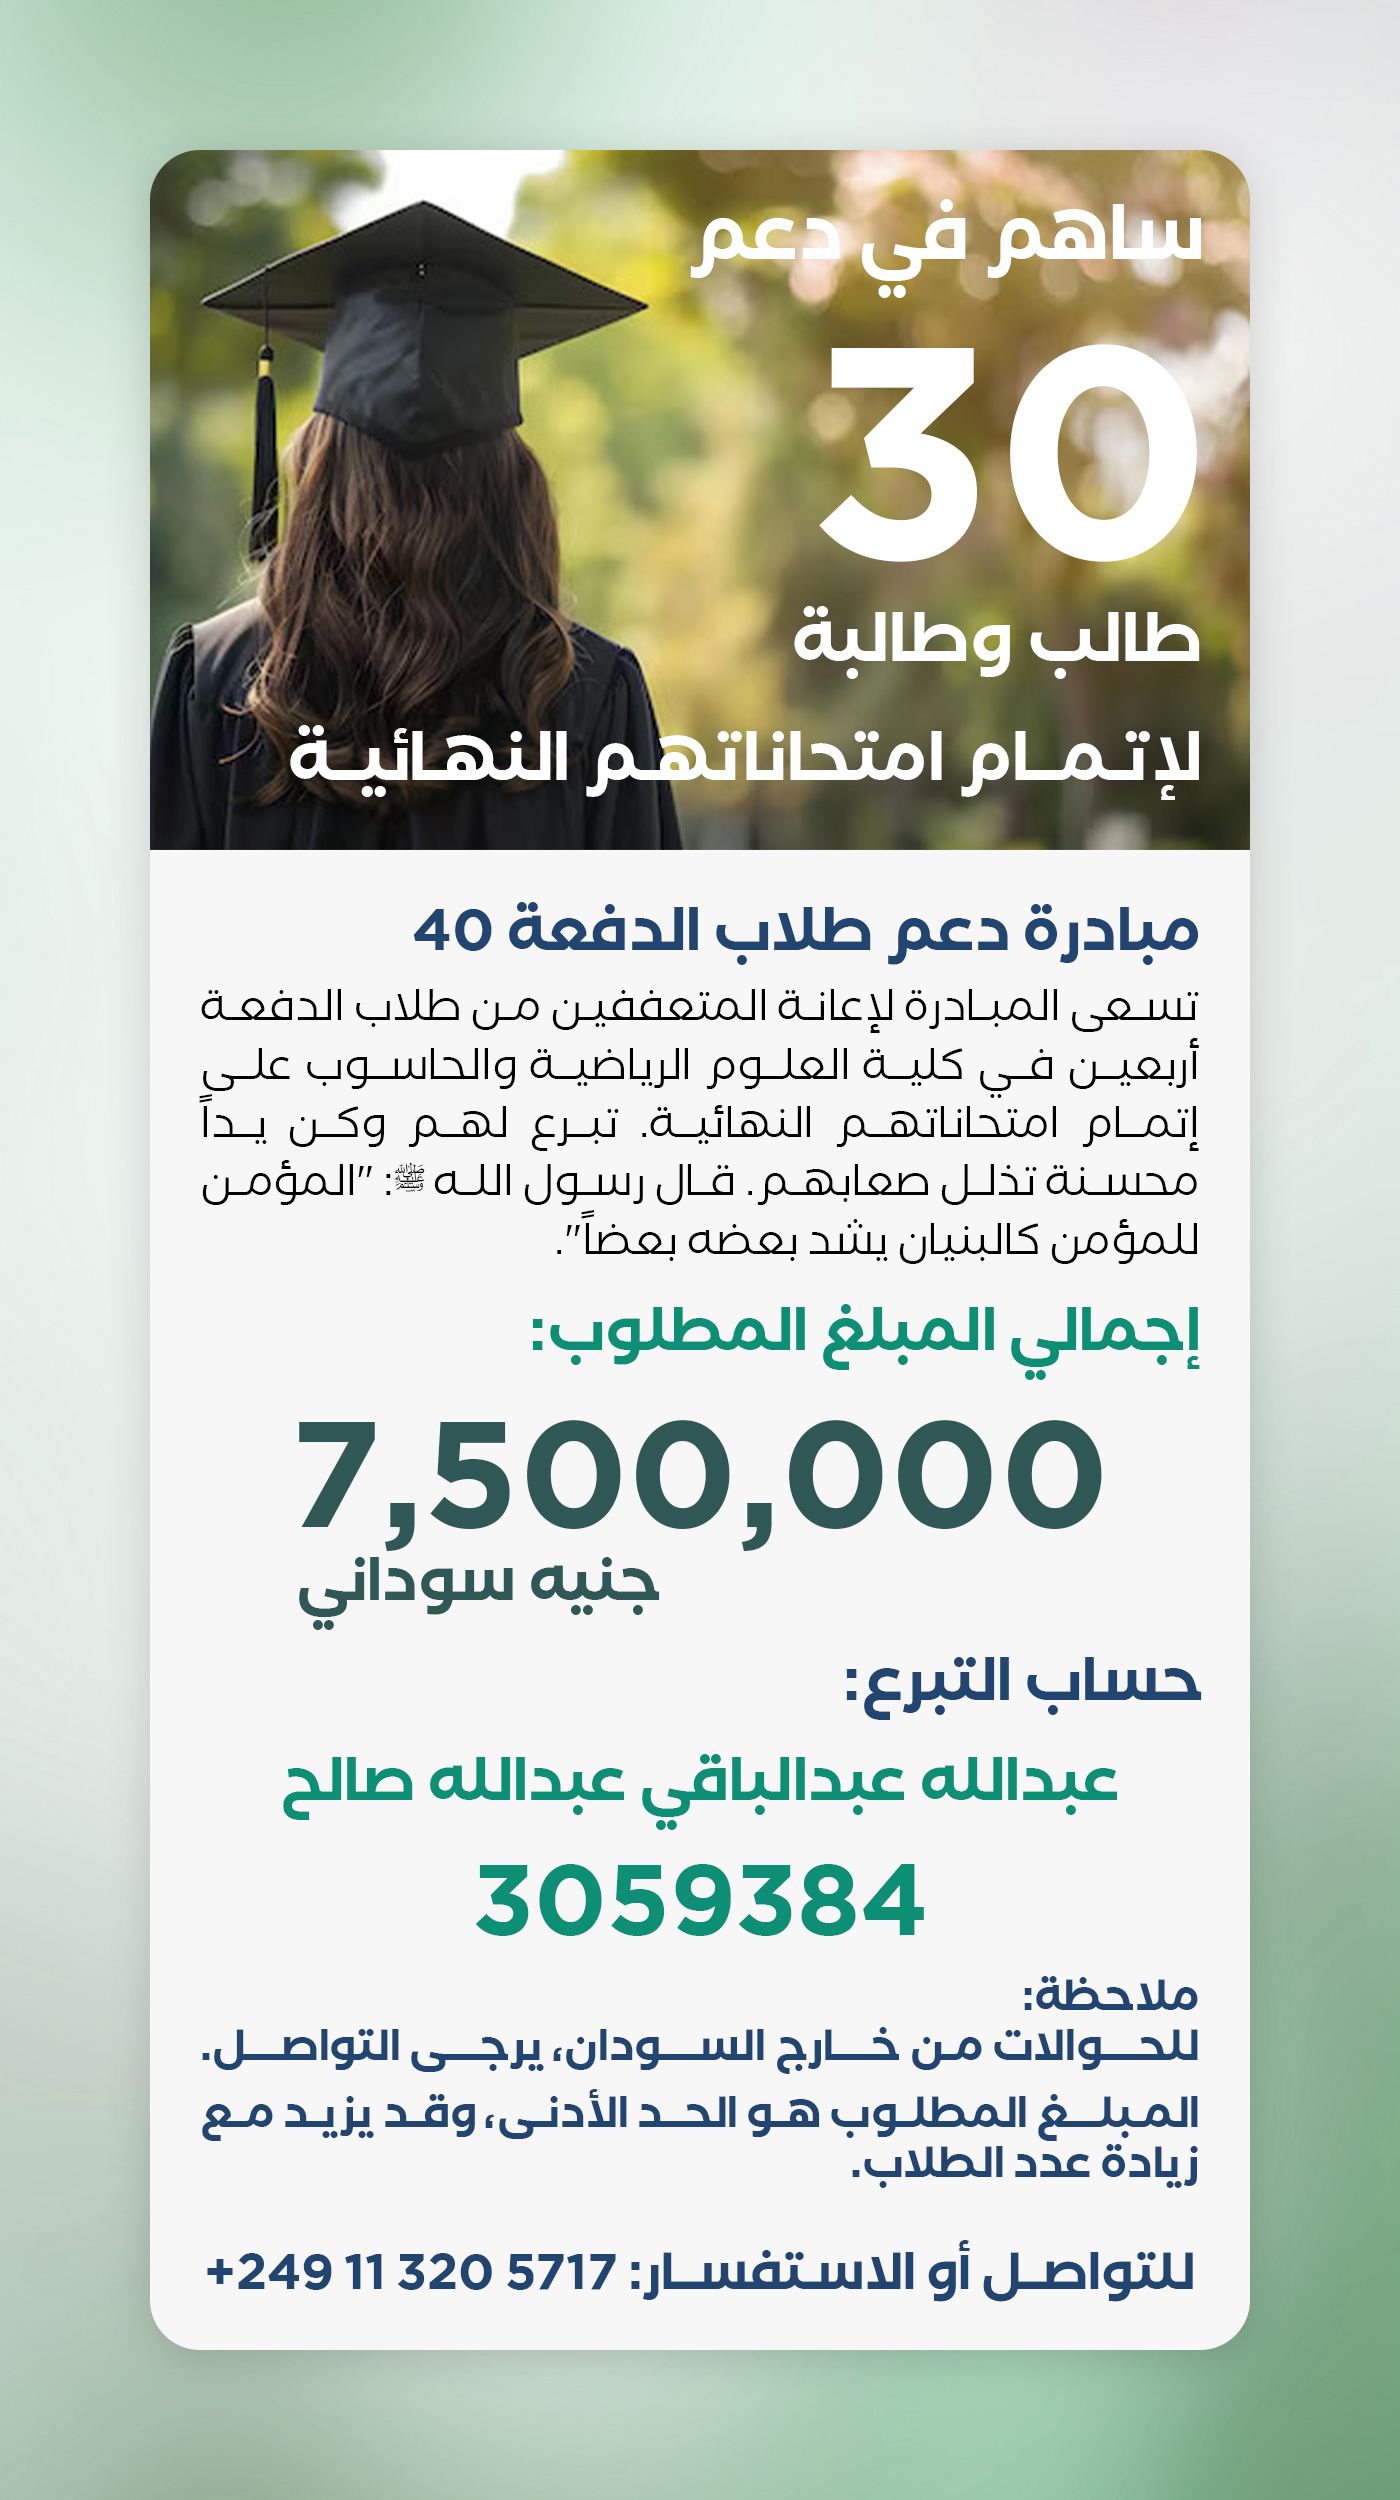 ساهم في دعم
30
طالب وطالبة
لإتمام امتحاناتهم النهائية
مبادرة دعم طلاب الدفعة 40
تسعى المبادرة لإعانة المتعففين من طلاب الدفعة
أربعين في كلية العلوم الرياضية والحاسوب على
إتمام امتحاناتهم النهائية. تبرع لهم وكن يداً
محسنة تذلل صعابهم. قال رسول الله ﷺ: "المؤمن
للمؤمن كالبنيان يشد بعضه بعضاً".
إجمالي المبلغ المطلوب:
7,500,000
جنيه سوداني
حساب التبرع:
عبدالله عبدالباقي عبدالله صالح
3059384
ملاحظة:
للحوالات من خارج السودان، يرجى التواصل.
المبلغ المطلوب هو الحد الأدنى، وقد يزيد مع
زيادة عدد الطلاب.
للتواصل أو الاستفسار: 5717 320 11 249+